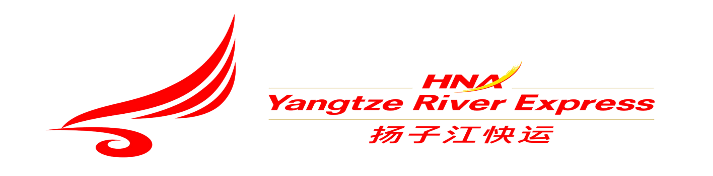 HNA
Yangtze River Express
扬子江快运